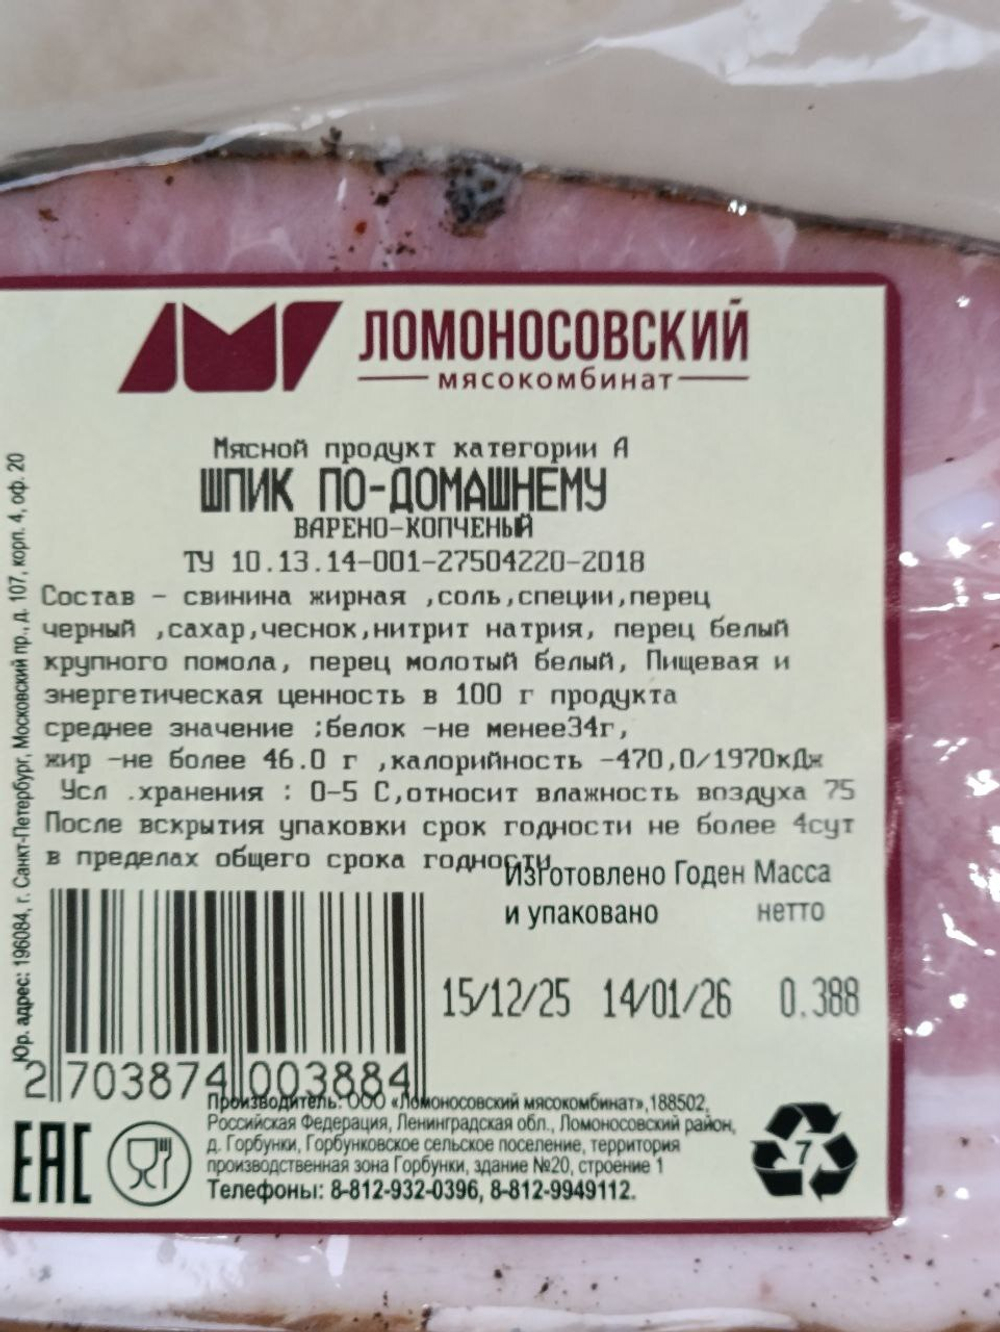 ЛОМОНОСОВСКИЙ
мясокомбинат
Мясной продукт категории А
ШПИК ПО-ДОМАШНЕМУ
ВАРЕНО-КОПЧЕНЫЙ
ТУ 10.13.14-001-27504220-2018
Состав - свинина жирная ,соль,специи,перец
черный ,сахар,чеснок,нитрит натрия, перец белый
крупного помола, перец молотый белый, Пищевая и
энергетическая ценность в 100 г продукта
среднее значение ;белок -не менее34г,
жир -не более 46.0 г ,калорийность -470,0/1970кДж
Усл .хранения : 0-5 С,относит влажность воздуха 75
После вскрытия упаковки срок годности не более 4сут
в пределах общего срока годности
Изготовлено Годен Масса
и упаковано нетто
15/12/25 14/01/26 0.388
2 703874 003884
Производитель: ООО «Ломоносовский мясокомбинат»,188502,
Российская Федерация, Ленинградская обл., Ломоносовский район,
д. Горбунки, Горбунковское сельское поселение, территория
производственная зона Горбунки, здание №20, строение 1
Телефоны: 8-812-932-0396, 8-812-9949112.
EAC
7
Юр. адрес: 196084, г. Санкт-Петербург, Московский пр., д. 107, корп. 4, оф. 20